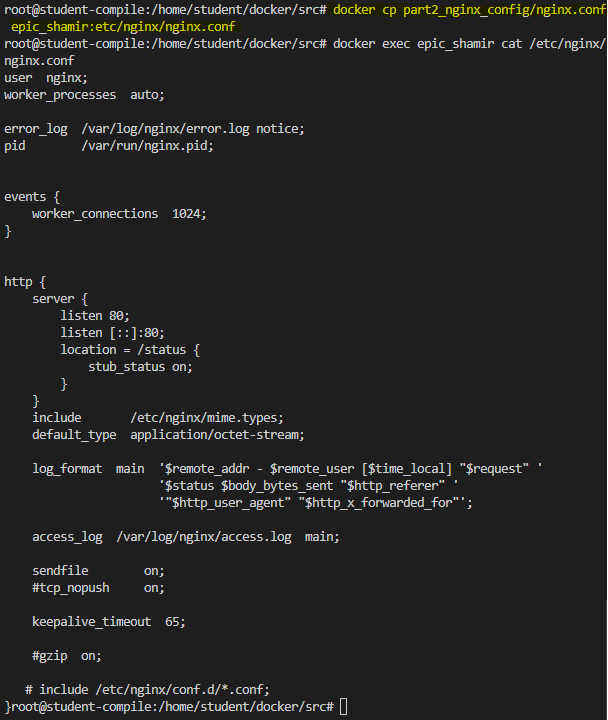 root@student-compile:/home/student/docker/src# docker cp part2_nginx_config/nginx.conf
 epic_shamir:etc/nginx/nginx.conf
root@student-compile:/home/student/docker/src# docker exec epic_shamir cat /etc/nginx/
nginx.conf
user  nginx;
worker_processes  auto;

error_log  /var/log/nginx/error.log notice;
pid        /var/run/nginx.pid;


events {
    worker_connections  1024;
}


http {
    server {
        listen 80;
        listen [::]:80;
        location = /status {
            stub_status on;
        }
    }
    include       /etc/nginx/mime.types;
    default_type  application/octet-stream;

    log_format  main  '$remote_addr - $remote_user [$time_local] "$request" '
                      '$status $body_bytes_sent "$http_referer" '
                      '"$http_user_agent" "$http_x_forwarded_for"';

    access_log  /var/log/nginx/access.log  main;

    sendfile        on;
    #tcp_nopush     on;

    keepalive_timeout  65;

    #gzip  on;

   # include /etc/nginx/conf.d/*.conf;
}root@student-compile:/home/student/docker/src#